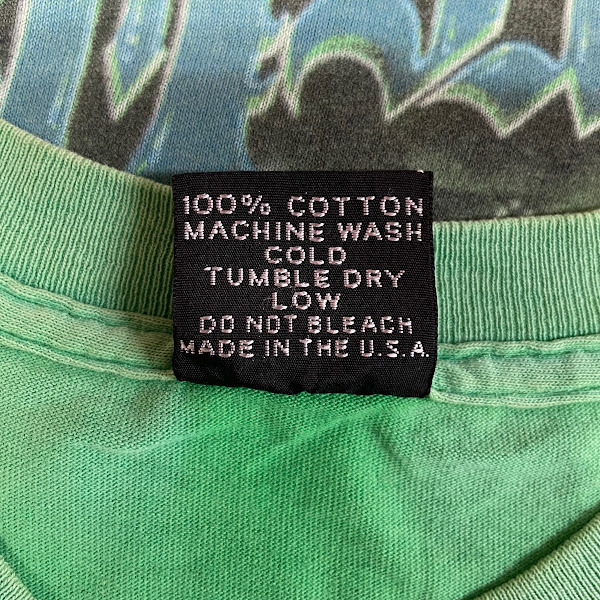 100% COTTON
MACHINE WASH
COLD
TUMBLE DRY
LOW
DO NOT BLEACH
MADE IN THE U.S.A.